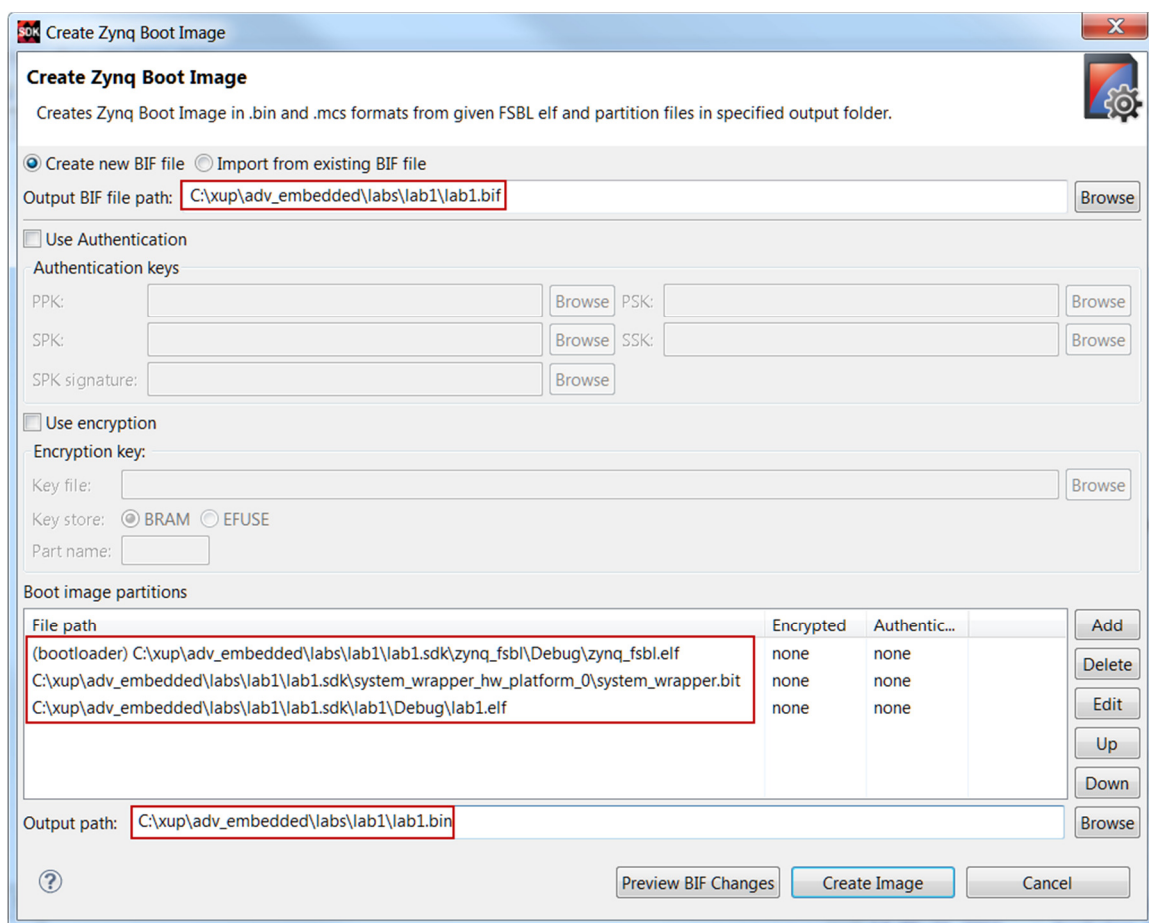 SDK Create Zynq Boot Image
X
Create Zynq Boot Image
Creates Zynq Boot Image in .bin and .mcs formats from given FSBL elf and partition files in specified output folder.
Create new BIF file Import from existing BIF file
Output BIF file path: C:\xup\adv_embedded\labs\lab1\lab1.bif Browse
Use Authentication
Authentication keys
PPK: Browse PSK: Browse
SPK: Browse SSK: Browse
SPK signature: Browse
Use encryption
Encryption key:
Key file: Browse
Key store: BRAM EFUSE
Part name:
Boot image partitions
File path Encrypted Authentic... Add
(bootloader) C:\xup\adv_embedded\labs\lab1\lab1.sdk\zynq_fsbl\Debug\zynq_fsbl.elf none none Delete
C:\xup\adv_embedded\labs\lab1\lab1.sdk\system_wrapper_hw_platform_0\system_wrapper.bit none none
C:\xup\adv_embedded\labs\lab1\lab1.sdk\lab1\Debug\lab1.elf none none Edit
Up
Down
Output path: C:\xup\adv_embedded\labs\lab1\lab1.bin Browse
? Preview BIF Changes Create Image Cancel